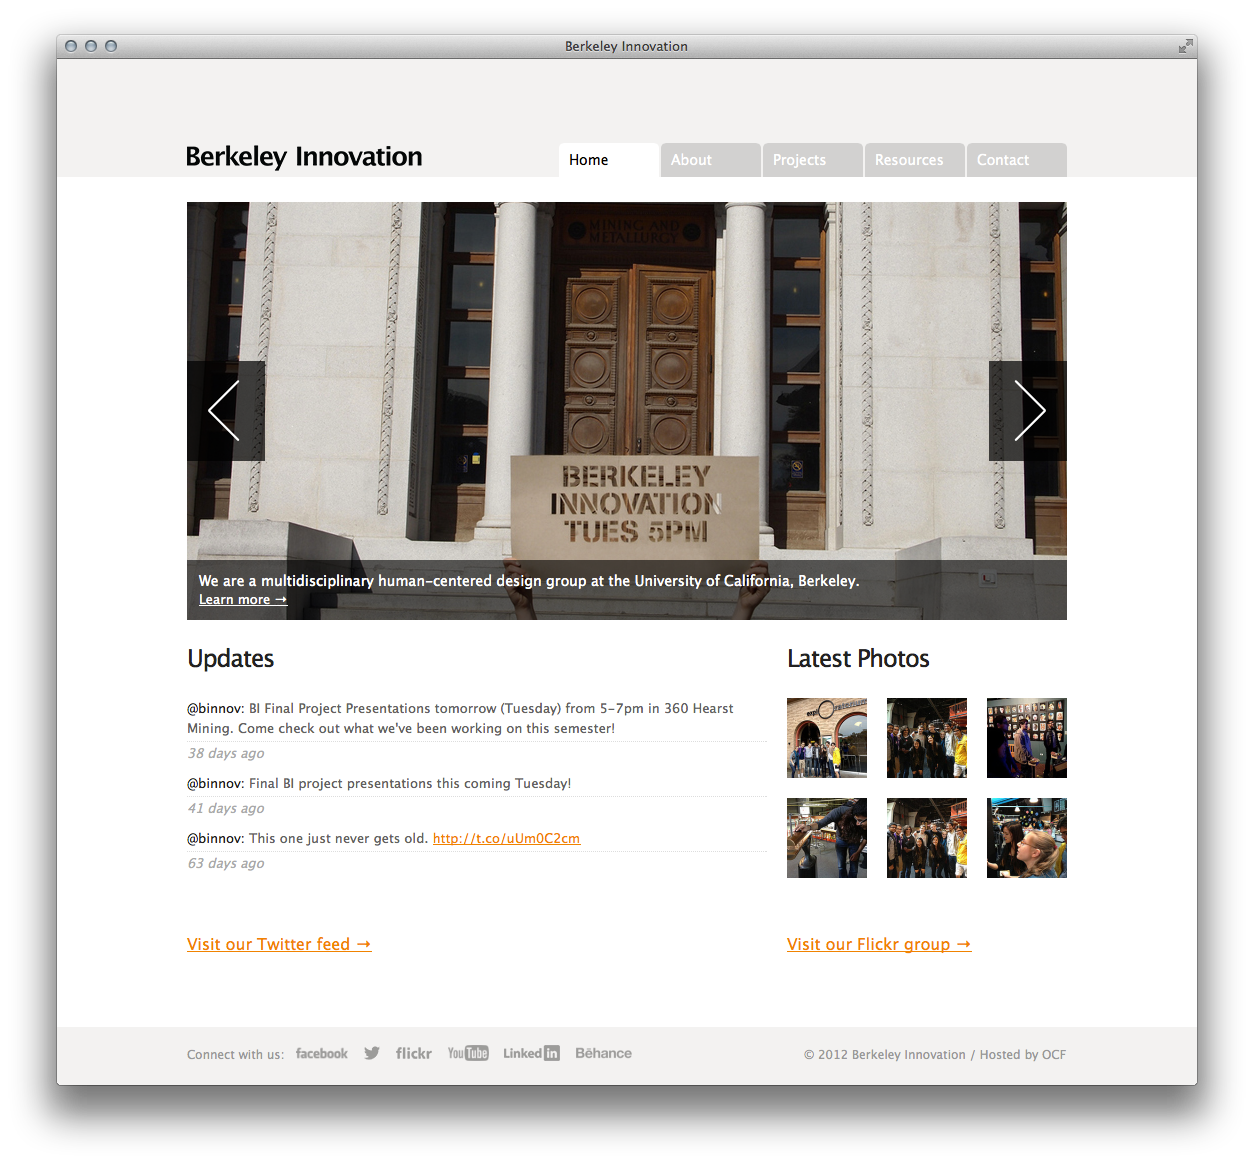 Berkeley Innovation
Berkeley Innovation
Home
About
Projects
Resources
Contact
MINING AND
METALLURGY
BERKELEY
INNOVATION
TUES 5PM
We are a multidisciplinary human-centered design group at the University of California, Berkeley.
Learn more →
Updates
@binnov: BI Final Project Presentations tomorrow (Tuesday) from 5-7pm in 360 Hearst
Mining. Come check out what we've been working on this semester!
38 days ago
@binnov: Final BI project presentations this coming Tuesday!
41 days ago
@binnov: This one just never gets old. http://t.co/uUm0C2cm
63 days ago
Visit our Twitter feed →
Latest Photos
exploratorium
Visit our Flickr group →
Connect with us:
facebook
flickr
YouTube
Linkedin
Bēhance
© 2012 Berkeley Innovation / Hosted by OCF